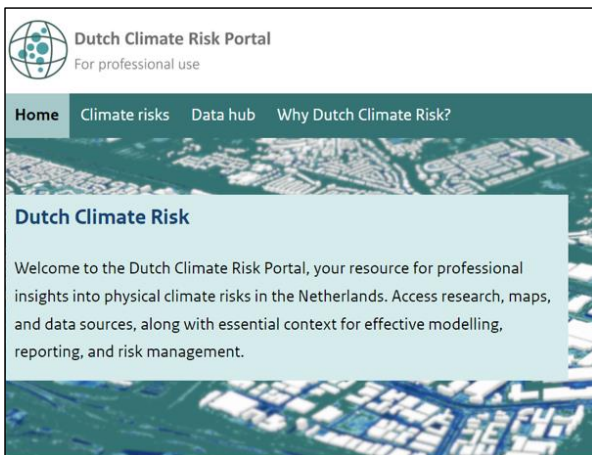 Dutch Climate Risk Portal
For professional use
Home Climate risks Data hub Why Dutch Climate Risk?
Dutch Climate Risk
Welcome to the Dutch Climate Risk Portal, your resource for professional
insights into physical climate risks in the Netherlands. Access research, maps,
and data sources, along with essential context for effective modelling,
reporting, and risk management.